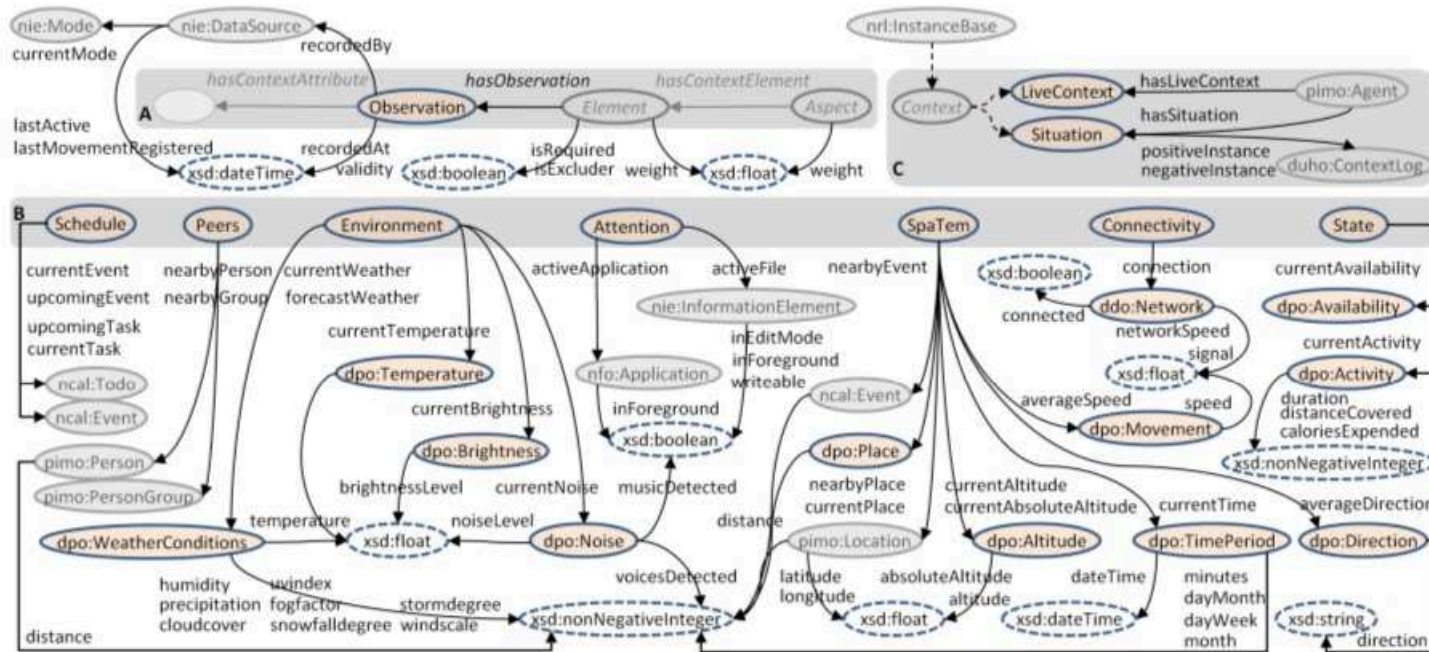 nie:Mode
nie:DataSource
currentMode
recordedBy
nrl:InstanceBase
hasContextAttribute
hasObservation
hasContextElement
A
Observation
Element
Aspect
lastActive
lastMovementRegistered
recordedAt
validity
isRequired
isExcluder
weight
weight
xsd:dateTime
xsd:boolean
xsd:float
Context
LiveContext
Situation
hasLiveContext
hasSituation
pimo:Agent
positiveInstance
negativeInstance
C
duho:ContextLog
B
Schedule
Peers
Environment
Attention
SpaTem
Connectivity
State
currentEvent
upcomingEvent
upcomingTask
currentTask
nearbyPerson
nearbyGroup
currentWeather
forecastWeather
activeApplication
activeFile
nearbyEvent
xsd:boolean
connection
currentAvailability
nie:InformationElement
connected
ddo:Network
dpo:Availability
currentTemperature
inEditMode
inForeground
writeable
networkSpeed
signal
currentActivity
ncal:Todo
ncal:Event
dpo:Temperature
nfo:Application
xsd:float
dpo:Activity
ncal:Event
averageSpeed
speed
duration
distanceCovered
caloriesExpended
currentBrightness
inForeground
xsd:boolean
dpo:Movement
pimo:Person
pimo:PersonGroup
dpo:Brightness
dpo:Place
xsd:nonNegativeInteger
brightnessLevel
currentNoise
musicDetected
nearbyPlace
currentPlace
currentAltitude
currentAbsoluteAltitude
currentTime
averageDirection
temperature
noiseLevel
distance
dpo:WeatherConditions
xsd:float
dpo:Noise
pimo:Location
dpo:Altitude
dpo:TimePeriod
dpo:Direction
humidity
precipitation
cloudcover
uvindex
fogfactor
snowfalldegree
stormdegree
windscale
voicesDetected
latitude
longitude
absoluteAltitude
altitude
dateTime
minutes
dayMonth
dayWeek
month
distance
xsd:nonNegativeInteger
xsd:float
xsd:dateTime
xsd:string
direction